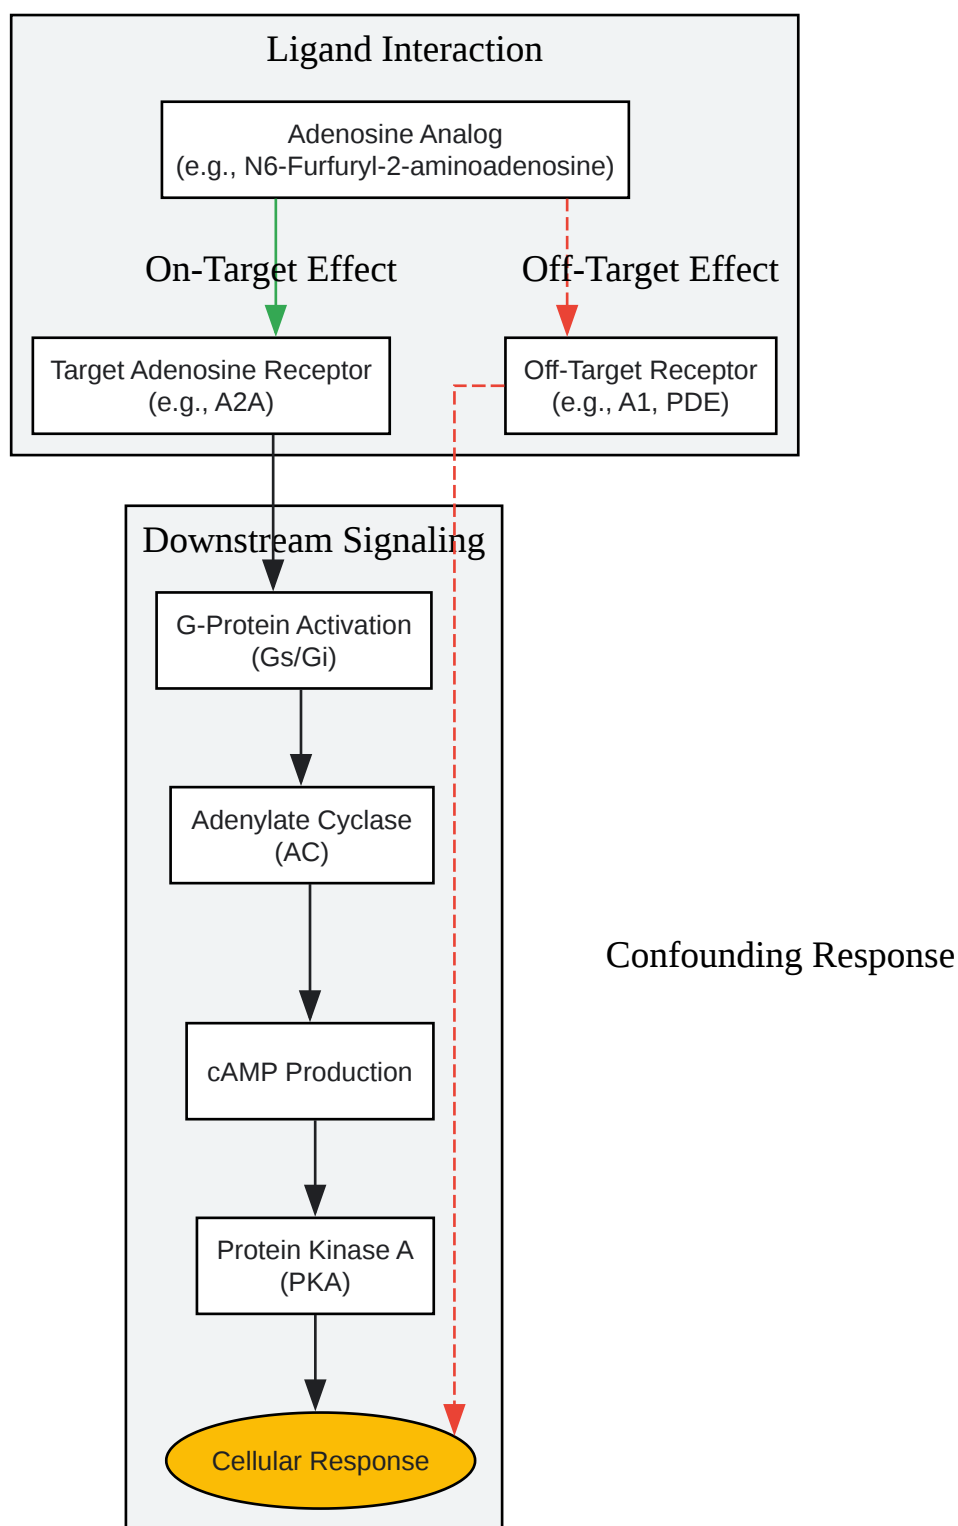 Ligand Interaction
Adenosine Analog
(e.g., N6-Furfuryl-2-aminoadenosine)
On-Target Effect
Off-Target Effect
Target Adenosine Receptor
(e.g., A2A)
Off-Target Receptor
(e.g., A1, PDE)
Downstream Signaling
G-Protein Activation
(Gs/Gi)
Adenylate Cyclase
(AC)
Confounding Response
cAMP Production
Protein Kinase A
(PKA)
Cellular Response